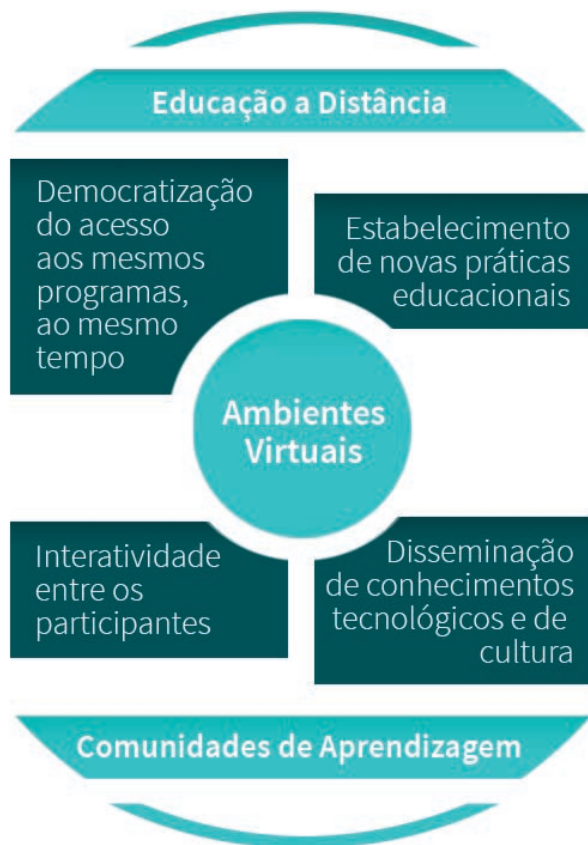 Educação a Distância
Democratização
do acesso
aos mesmos
programas,
ao mesmo
tempo
Estabelecimento
de novas práticas
educacionais
Ambientes
Virtuais
Interatividade
entre os
participantes
Disseminação
de conhecimentos
tecnológicos e de
cultura
Comunidades de Aprendizagem